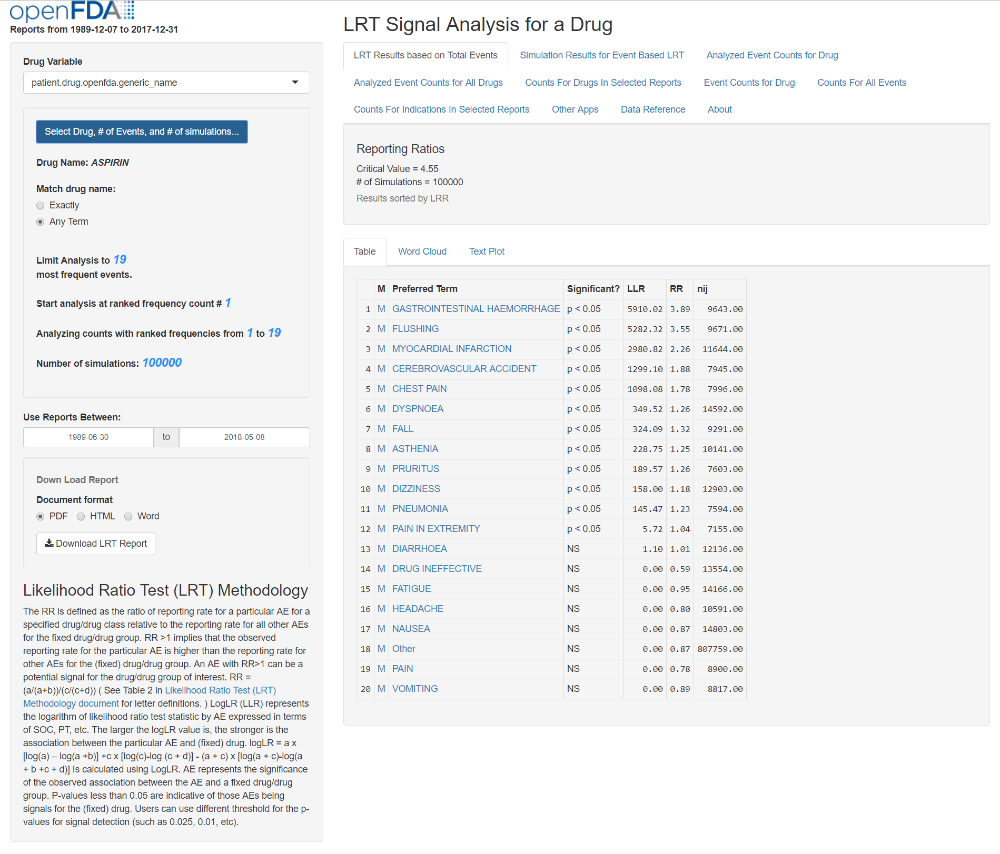 openFDA
Reports from 1989-12-07 to 2017-12-31
Drug Variable
patient.drug.openfda.generic_name
Select Drug, # of Events, and # of simulations...
Drug Name: ASPIRIN
Match drug name:
Exactly
Any Term
Limit Analysis to 19
most frequent events.
Start analysis at ranked frequency count # 1
Analyzing counts with ranked frequencies from 1 to 19
Number of simulations: 100000
Use Reports Between:
1989-06-30 to 2018-05-08
Down Load Report
Document format
PDF HTML Word
Download LRT Report
Likelihood Ratio Test (LRT) Methodology
The RR is defined as the ratio of reporting rate for a particular AE for a
specified drug/drug class relative to the reporting rate for all other AEs
for the fixed drug/drug group. RR >1 implies that the observed
reporting rate for the particular AE is higher than the reporting rate for
other AEs for the (fixed) drug/drug group. An AE with RR>1 can be a
potential signal for the drug/drug group of interest. RR =
(a/(a+b))/(c/(c+d)) ( See Table 2 in Likelihood Ratio Test (LRT)
Methodology document for letter definitions. ) LogLR (LLR) represents
the logarithm of likelihood ratio test statistic by AE expressed in terms
of SOC, PT, etc. The larger the logLR value is, the stronger is the
association between the particular AE and (fixed) drug. logLR = a x
[log(a) – log(a +b)] +c x [log(c)-log (c + d)] - (a + c) x [log(a + c)-log(a
+ b +c + d)] Is calculated using LogLR. AE represents the significance
of the observed association between the AE and a fixed drug/drug
group. P-values less than 0.05 are indicative of those AEs being
signals for the (fixed) drug. Users can use different threshold for the p-
values for signal detection (such as 0.025, 0.01, etc).
LRT Signal Analysis for a Drug
LRT Results based on Total Events Simulation Results for Event Based LRT Analyzed Event Counts for Drug
Analyzed Event Counts for All Drugs Counts For Drugs In Selected Reports Event Counts for Drug Counts For All Events
Counts For Indications In Selected Reports Other Apps Data Reference About
Reporting Ratios
Critical Value = 4.55
# of Simulations = 100000
Results sorted by LRR
Table Word Cloud Text Plot
M Preferred Term Significant? LLR RR nij
1 M GASTROINTESTINAL HAEMORRHAGE p < 0.05 5910.02 3.89 9643.00
2 M FLUSHING p < 0.05 5282.32 3.55 9671.00
3 M MYOCARDIAL INFARCTION p < 0.05 2980.82 2.26 11644.00
4 M CEREBROVASCULAR ACCIDENT p < 0.05 1299.10 1.88 7945.00
5 M CHEST PAIN p < 0.05 1098.08 1.78 7996.00
6 M DYSPNOEA p < 0.05 349.52 1.26 14592.00
7 M FALL p < 0.05 324.09 1.32 9291.00
8 M ASTHENIA p < 0.05 228.75 1.25 10141.00
9 M PRURITUS p < 0.05 189.57 1.26 7603.00
10 M DIZZINESS p < 0.05 158.00 1.18 12903.00
11 M PNEUMONIA p < 0.05 145.47 1.23 7594.00
12 M PAIN IN EXTREMITY p < 0.05 5.72 1.04 7155.00
13 M DIARRHOEA NS 1.10 1.01 12136.00
14 M DRUG INEFFECTIVE NS 0.00 0.59 13554.00
15 M FATIGUE NS 0.00 0.95 14166.00
16 M HEADACHE NS 0.00 0.80 10591.00
17 M NAUSEA NS 0.00 0.87 14803.00
18 M Other NS 0.00 0.87 807759.00
19 M PAIN NS 0.00 0.78 8900.00
20 M VOMITING NS 0.00 0.89 8817.00